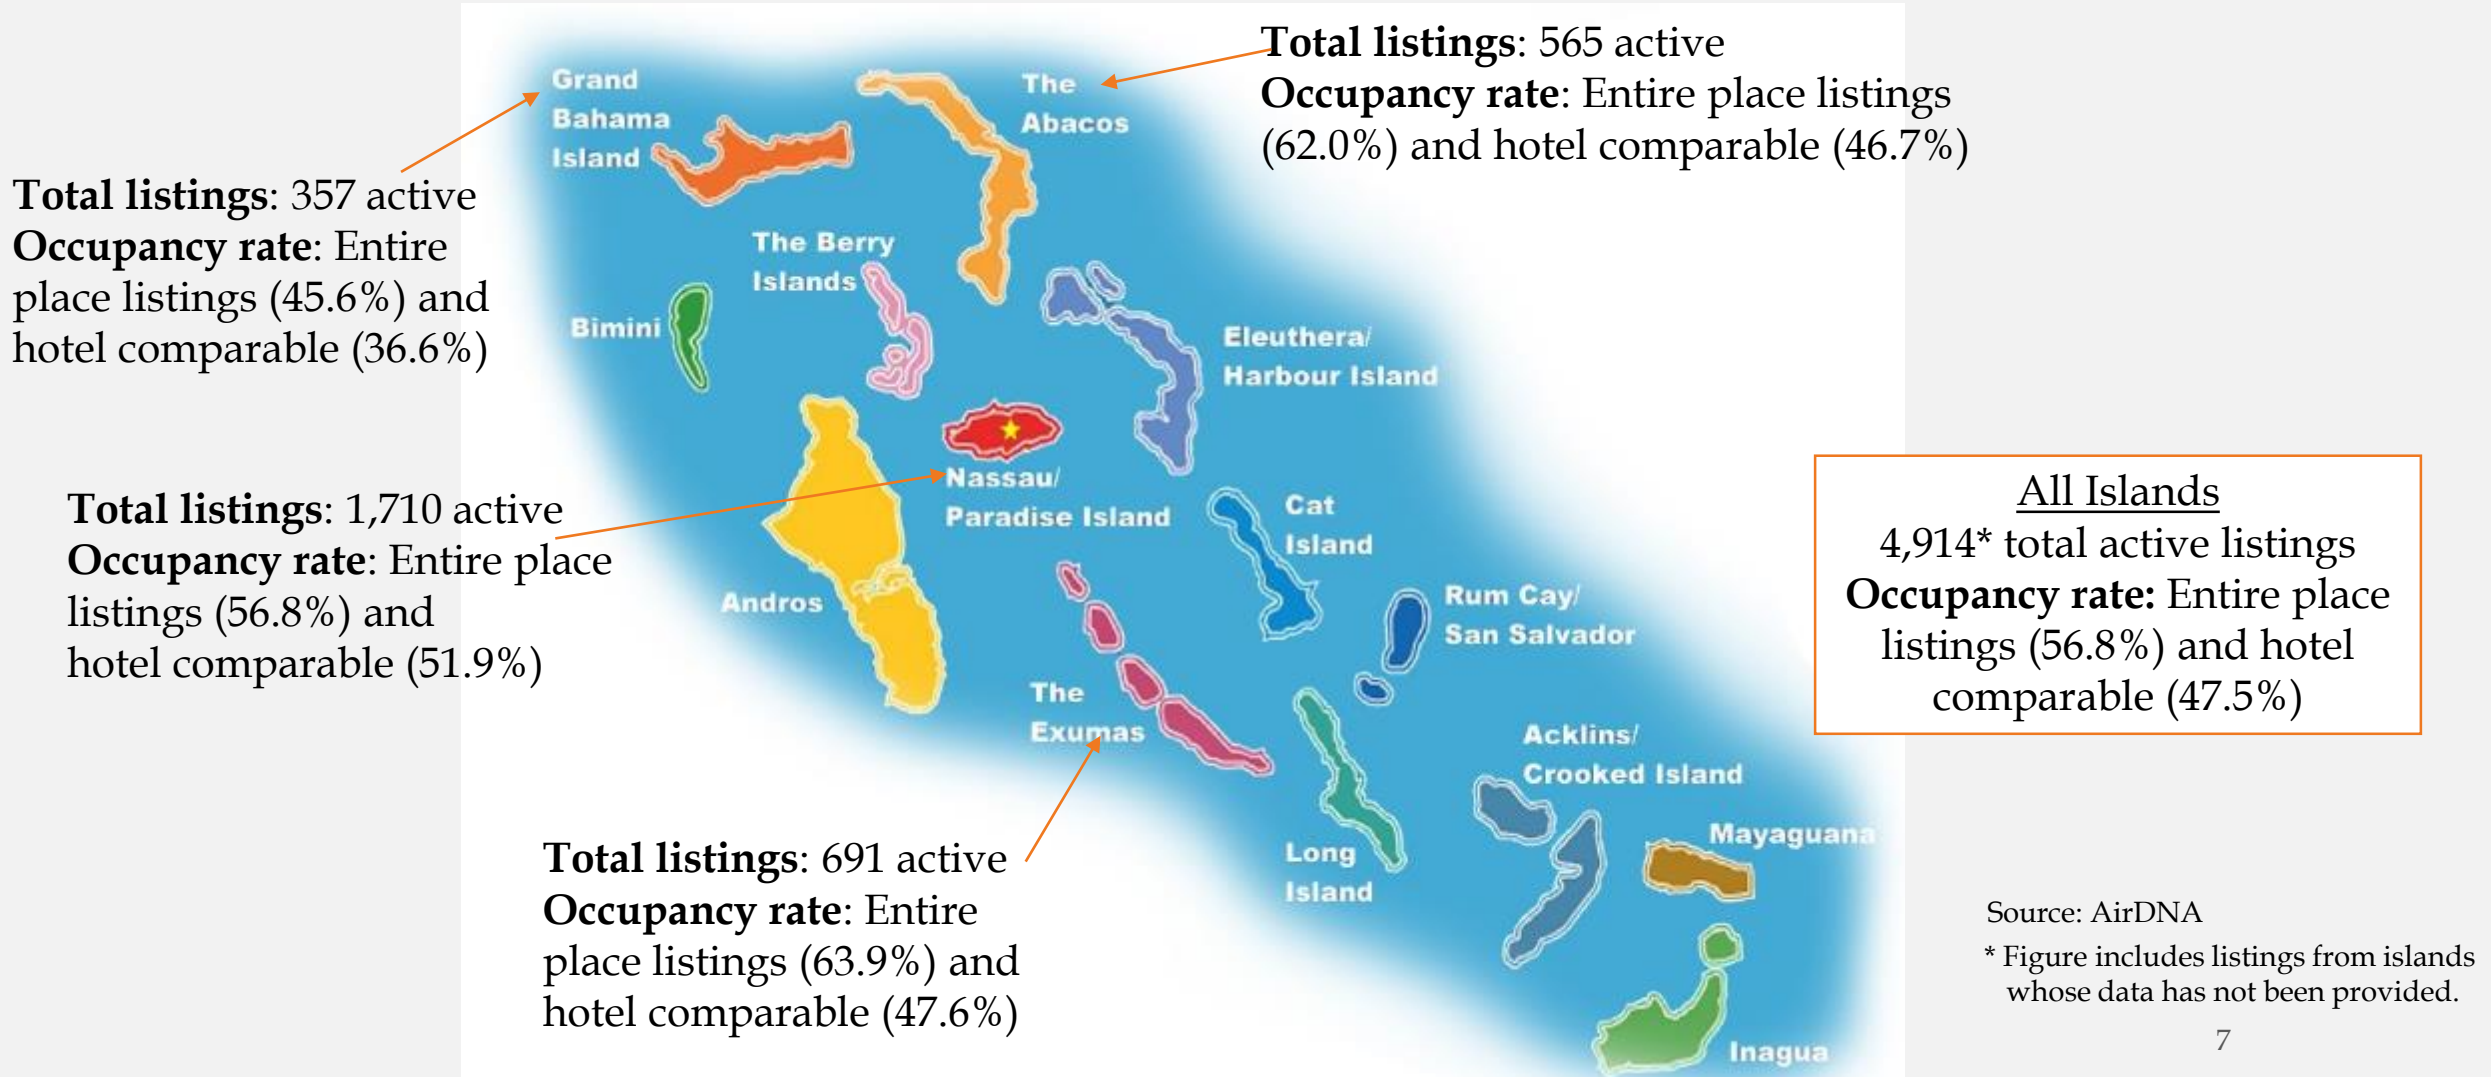 Total listings: 565 active
Occupancy rate: Entire place listings
(62.0%) and hotel comparable (46.7%)
Grand
Bahama
Island
The
Abacos
Total listings: 357 active
Occupancy rate: Entire
place listings (45.6%) and
hotel comparable (36.6%)
The Berry
Islands
Bimini
Eleuthera/
Harbour Island
Nassau/
Paradise Island
Total listings: 1,710 active
Occupancy rate: Entire place
listings (56.8%) and
hotel comparable (51.9%)
Cat
Island
Andros
Rum Cay/
San Salvador
All Islands
4,914* total active listings
Occupancy rate: Entire place
listings (56.8%) and hotel
comparable (47.5%)
The
Exumas
Acklins/
Crooked Island
Mayaguana
Long
Island
Total listings: 691 active
Occupancy rate: Entire
place listings (63.9%) and
hotel comparable (47.6%)
Inagua
Source: AirDNA
* Figure includes listings from islands
whose data has not been provided.
7